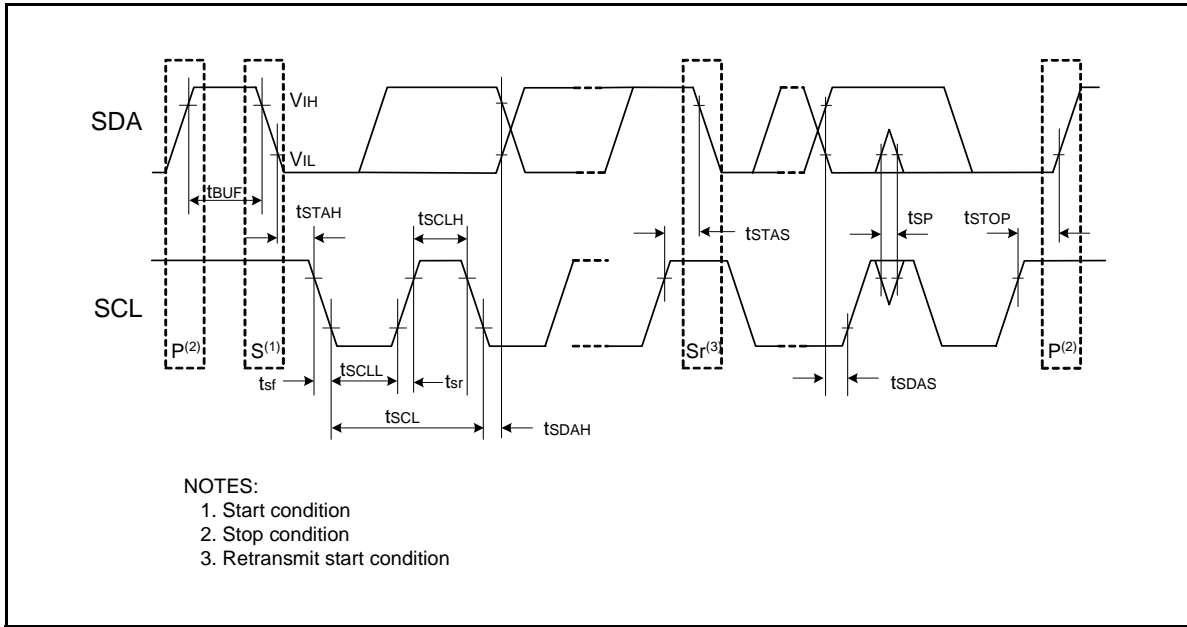 SDA
VIH
VIL
tBUF
tSTAH
tSCLH
tSTAS
tSP
tSTOP
SCL
P(2)
S(1)
Sr(3)
P(2)
tsf
tSCLL
tsr
tSDAS
tSCL
tSDAH
NOTES:
1. Start condition
2. Stop condition
3. Retransmit start condition